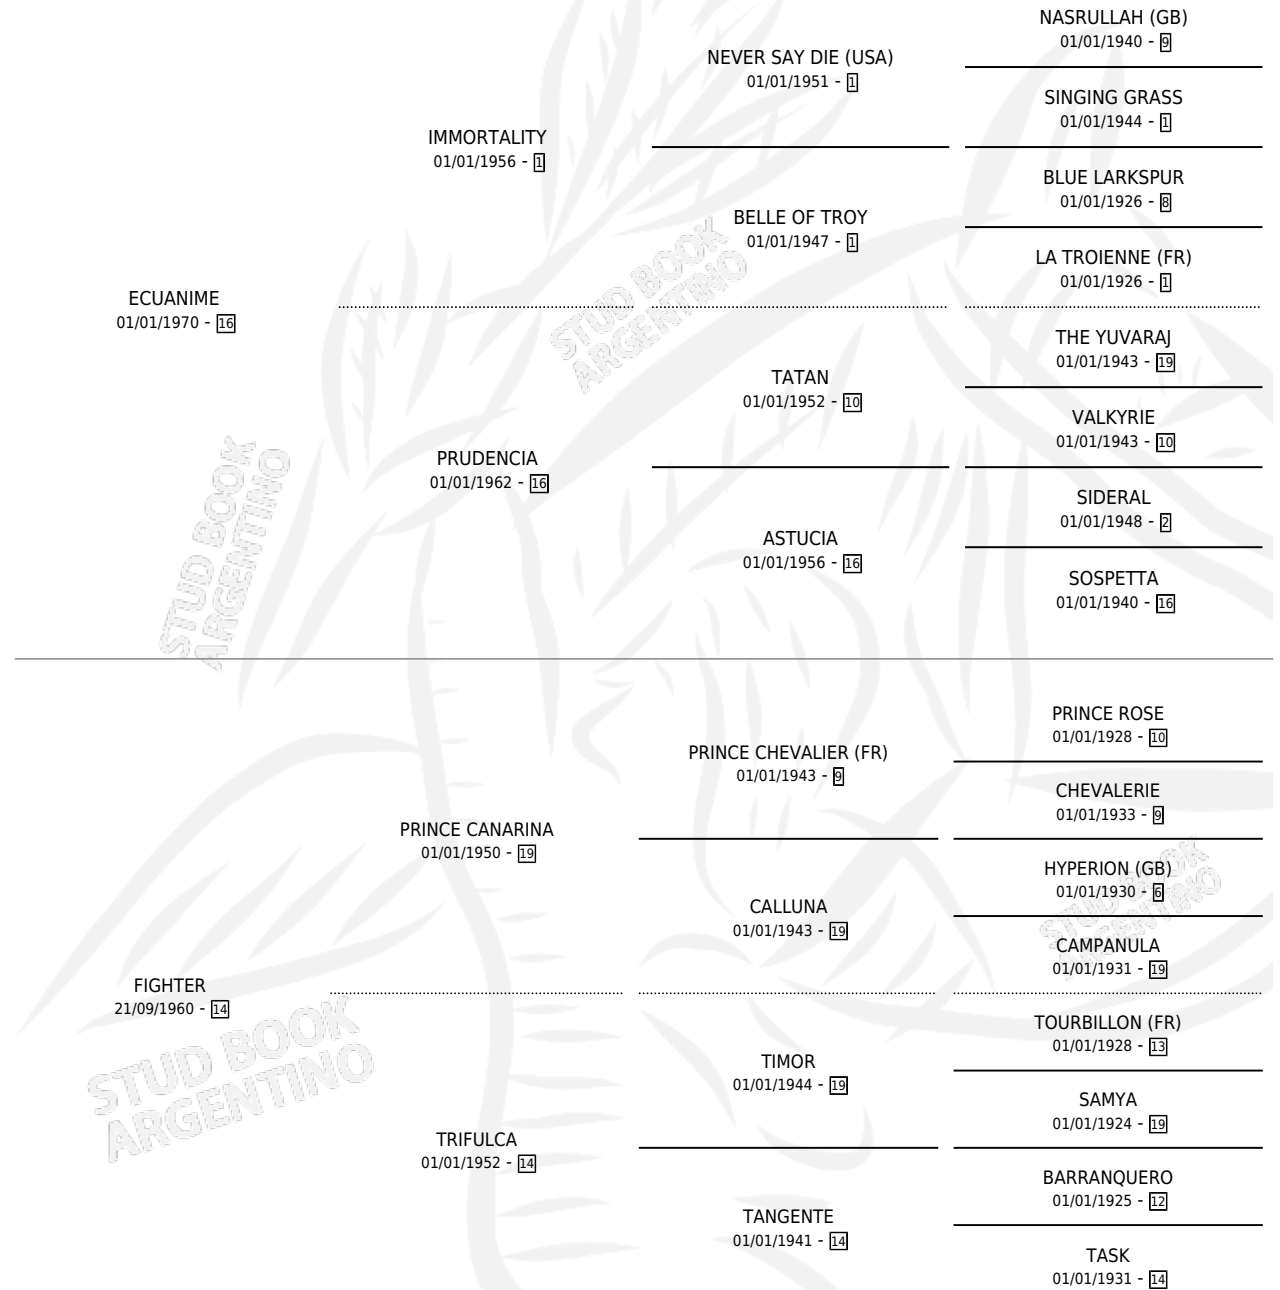 NASRULLAH (GB)
01/01/1940 - 9
NEVER SAY DIE (USA)
01/01/1951 - 1
SINGING GRASS
01/01/1944 - 1
IMMORTALITY
01/01/1956 - 1
BLUE LARKSPUR
01/01/1926 - 8
BELLE OF TROY
01/01/1947 - 1
LA TROIENNE (FR)
01/01/1926 - 1
ECUANIME
01/01/1970 - 16
THE YUVARAJ
01/01/1943 - 19
TATAN
01/01/1952 - 10
VALKYRIE
01/01/1943 - 10
PRUDENCIA
01/01/1962 - 16
SIDERAL
01/01/1948 - 2
ASTUCIA
01/01/1956 - 16
SOSPETTA
01/01/1940 - 16
STUD BOOK
ARGENTINO
STUD BOOK
ARGENTINO
PRINCE ROSE
01/01/1928 - 10
PRINCE CHEVALIER (FR)
01/01/1943 - 9
CHEVALERIE
01/01/1933 - 9
PRINCE CANARINA
01/01/1950 - 19
HYPERION (GB)
01/01/1930 - 6
CALLUNA
01/01/1943 - 19
CAMPANULA
01/01/1931 - 19
STUD BOOK
ARGENTINO
FIGHTER
21/09/1960 - 14
TOURBILLON (FR)
01/01/1928 - 13
TIMOR
01/01/1944 - 19
SAMYA
01/01/1924 - 19
TRIFULCA
01/01/1952 - 14
BARRANQUERO
01/01/1925 - 12
TANGENTE
01/01/1941 - 14
TASK
01/01/1931 - 14
STUD BOOK
ARGENTINO